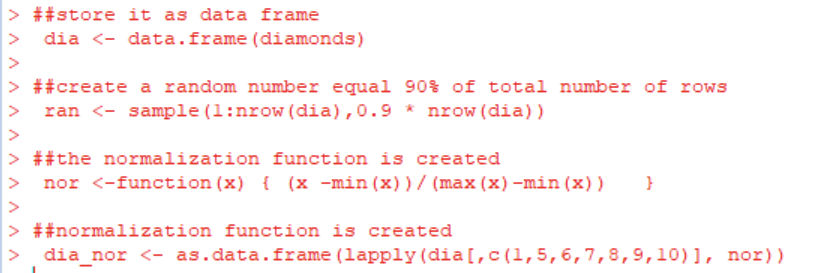 > ##store it as data frame
>  dia <- data.frame(diamonds)
>
> ##create a random number equal 90% of total number of rows
>  ran <- sample(1:nrow(dia),0.9 * nrow(dia))
>
> ##the normalization function is created
>  nor <-function(x) { (x -min(x))/(max(x)-min(x))   }
>
> ##normalization function is created
>  dia_nor <- as.data.frame(lapply(dia[,c(1,5,6,7,8,9,10)], nor))